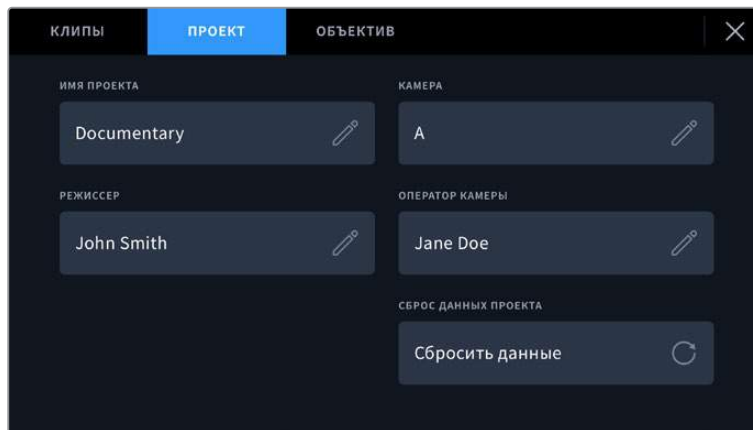 КЛИПЫ ПРОЕКТ ОБЪЕКТИВ
ИМЯ ПРОЕКТА КАМЕРА
Documentary A
РЕЖИССЕР ОПЕРАТОР КАМЕРЫ
John Smith Jane Doe
СБРОС ДАННЫХ ПРОЕКТА
Сбросить данные